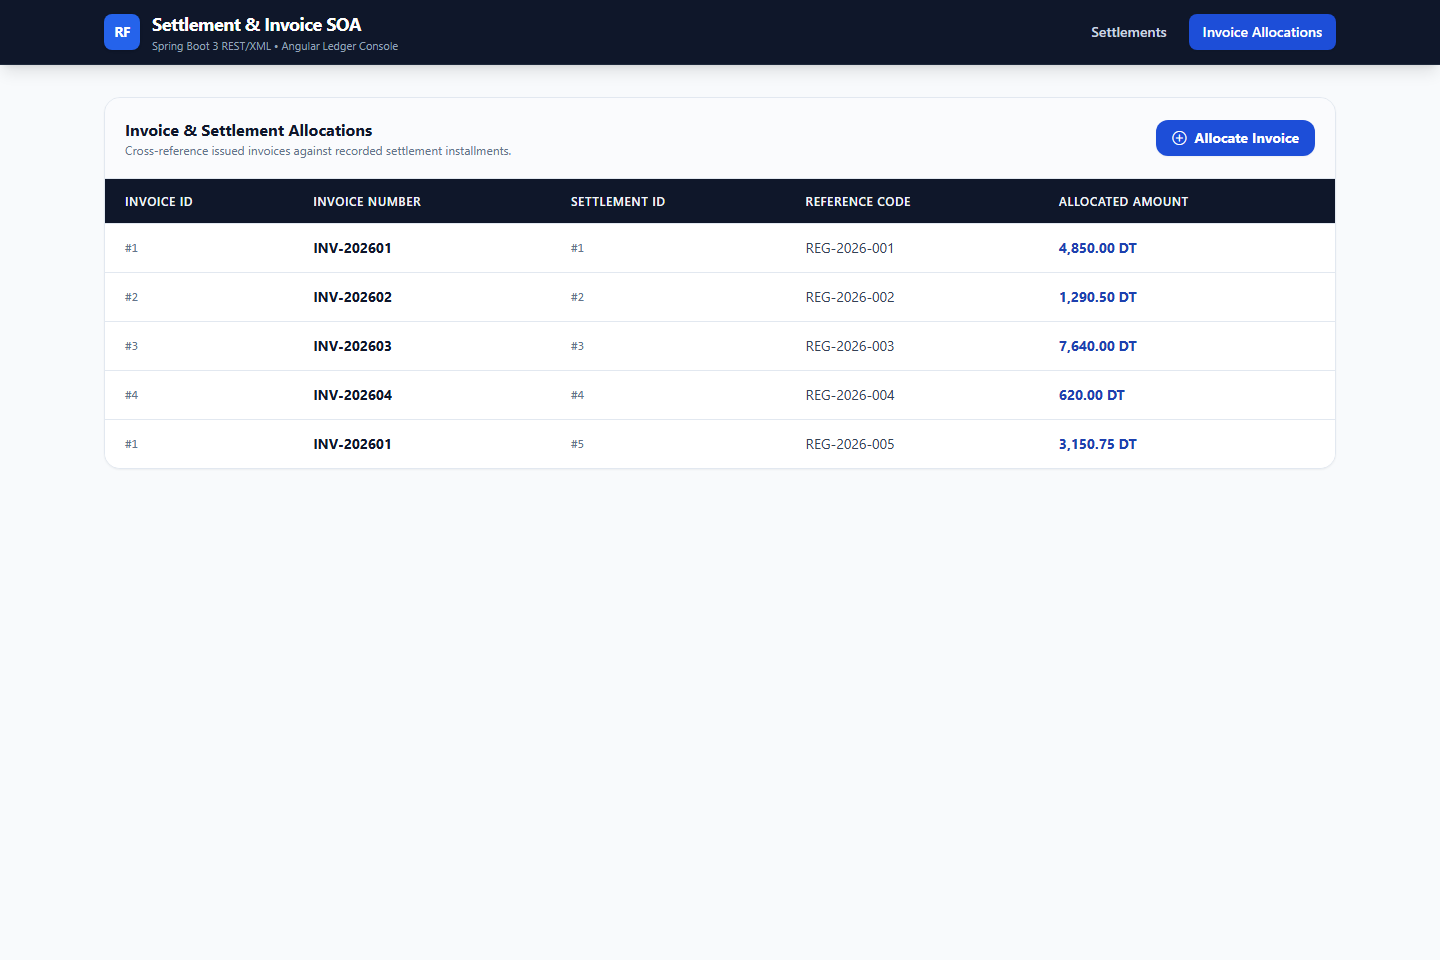 RF
Settlement & Invoice SOA
Spring Boot 3 REST/XML • Angular Ledger Console
Settlements
Invoice Allocations
Invoice & Settlement Allocations
Cross-reference issued invoices against recorded settlement installments.
Allocate Invoice
INVOICE ID INVOICE NUMBER SETTLEMENT ID REFERENCE CODE ALLOCATED AMOUNT
#1 INV-202601 #1 REG-2026-001 4,850.00 DT
#2 INV-202602 #2 REG-2026-002 1,290.50 DT
#3 INV-202603 #3 REG-2026-003 7,640.00 DT
#4 INV-202604 #4 REG-2026-004 620.00 DT
#1 INV-202601 #5 REG-2026-005 3,150.75 DT